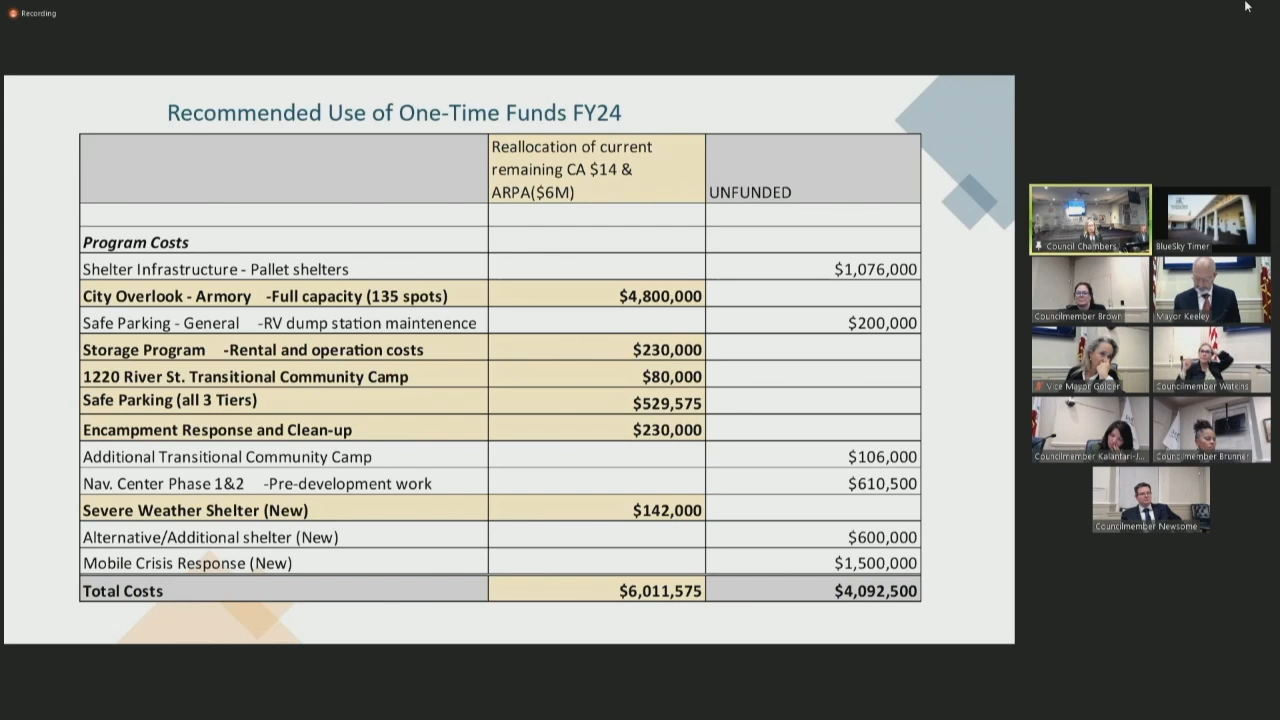 Recording
Recommended Use of One-Time Funds FY24
Reallocation of current
remaining CA $14 &
ARPA($6M)
UNFUNDED
Program Costs
Shelter Infrastructure - Pallet shelters $1,076,000
City Overlook - Armory -Full capacity (135 spots) $4,800,000
Safe Parking - General -RV dump station maintenence $200,000
Storage Program -Rental and operation costs $230,000
1220 River St. Transitional Community Camp $80,000
Safe Parking (all 3 Tiers) $529,575
Encampment Response and Clean-up $230,000
Additional Transitional Community Camp $106,000
Nav. Center Phase 1&2 -Pre-development work $610,500
Severe Weather Shelter (New) $142,000
Alternative/Additional shelter (New) $600,000
Mobile Crisis Response (New) $1,500,000
Total Costs $6,011,575 $4,092,500
Council Chambers
BlueSky Timer
Councilmember Brown
Mayor Keeley
Vice Mayor Golder
Councilmember Watkins
Councilmember Kalantari-J...
Councilmember Brunner
Councilmember Newsome